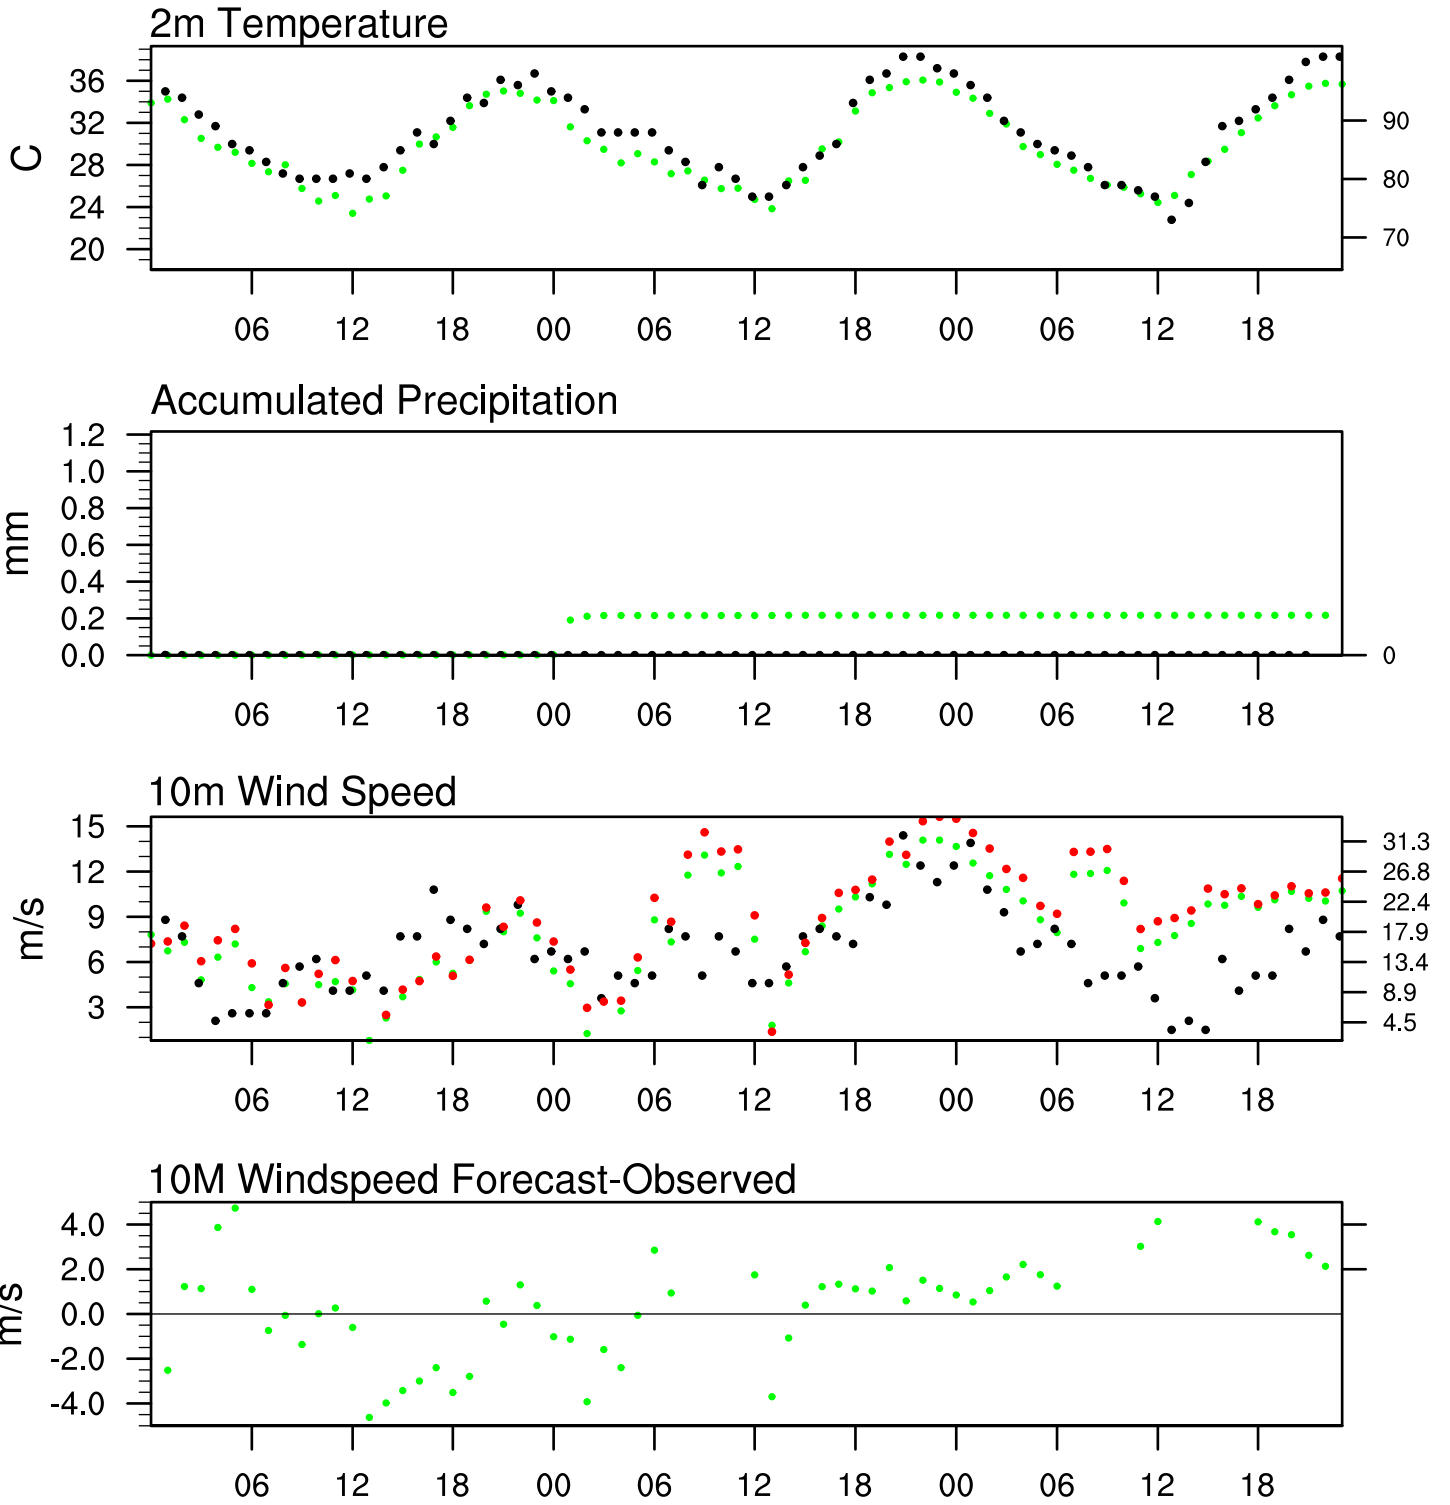 2m Temperature
C
36
32
28
24
20
90
80
70
06 12 18 00 06 12 18 00 06 12 18
Accumulated Precipitation
mm
1.2
1.0
0.8
0.6
0.4
0.2
0.0
0
06 12 18 00 06 12 18 00 06 12 18
10m Wind Speed
m/s
15
12
9
6
3
31.3
26.8
22.4
17.9
13.4
8.9
4.5
06 12 18 00 06 12 18 00 06 12 18
10M Windspeed Forecast-Observed
m/s
4.0
2.0
0.0
-2.0
-4.0
06 12 18 00 06 12 18 00 06 12 18